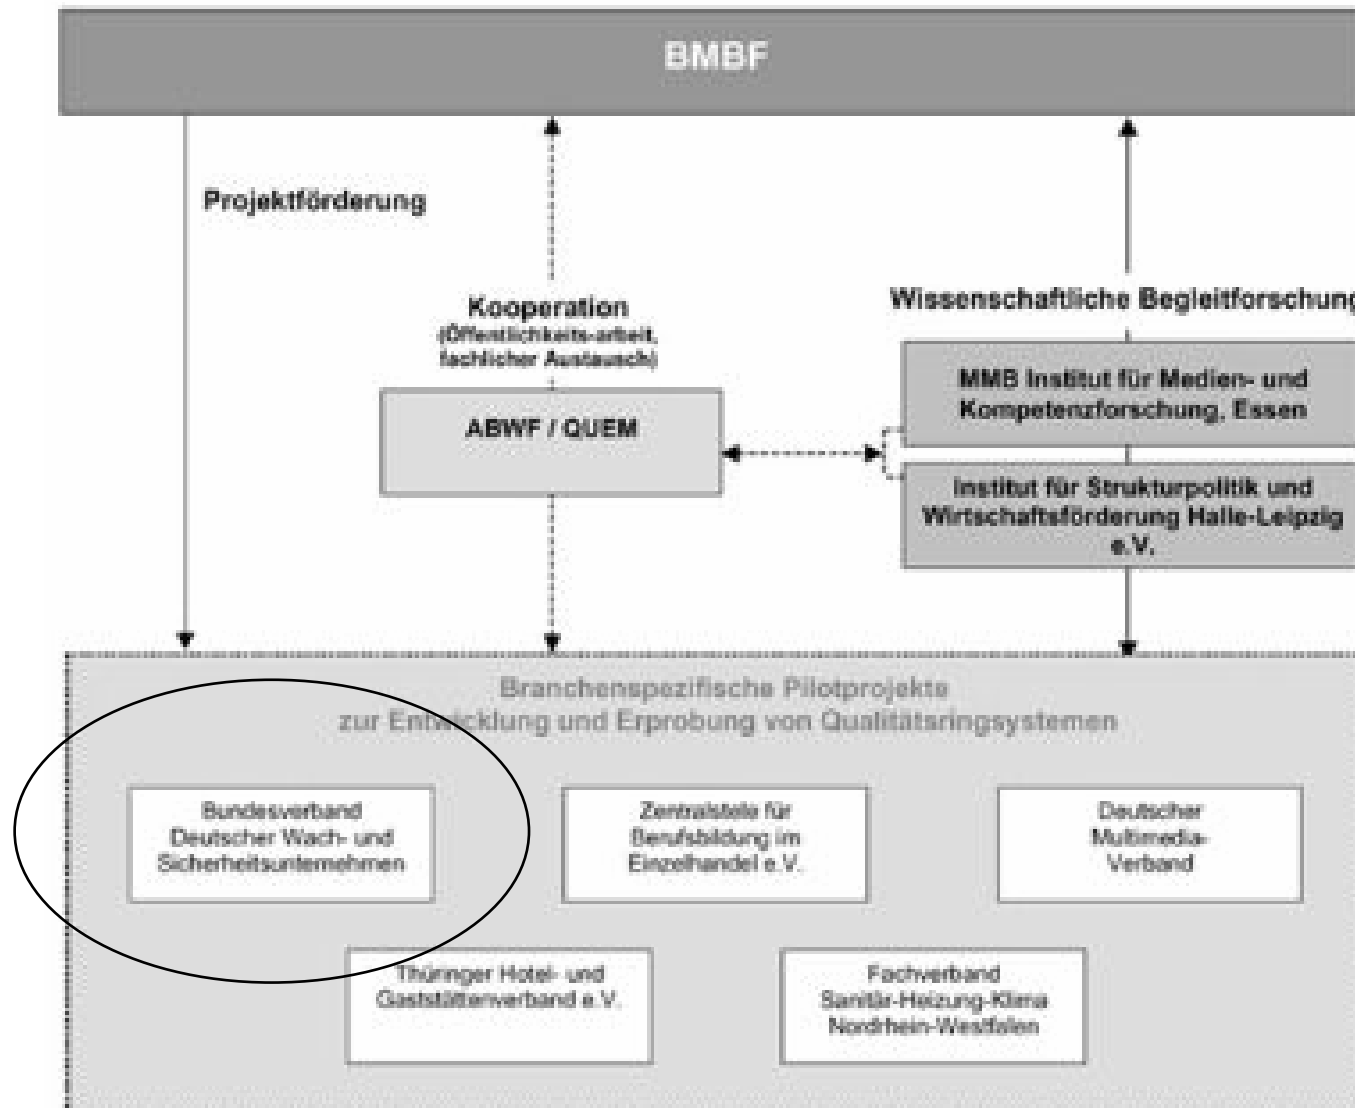 BMBF
Projektförderung
Kooperation
(Öffentlichkeits-arbeit,
fachlicher Austausch)
Wissenschaftliche Begleitforschung
MMB Institut für Medien- und
Kompetenzforschung, Essen
ABWF / QUEM
Institut für Strukturpolitik und
Wirtschaftsförderung Halle-Leipzig
e.V.
Branchenspezifische Pilotprojekte
zur Entwicklung und Erprobung von Qualitätsringsystemen
Bundesverband
Deutscher Wach- und
Sicherheitsunternehmen
Zentralstele für
Berufsbildung im
Einzelhandel e.V.
Deutscher
Multimedia-
Verband
Thüringer Hotel- und
Gaststättenverband e.V.
Fachverband
Sanitär-Heizung-Klima
Nordrhein-Westfalen